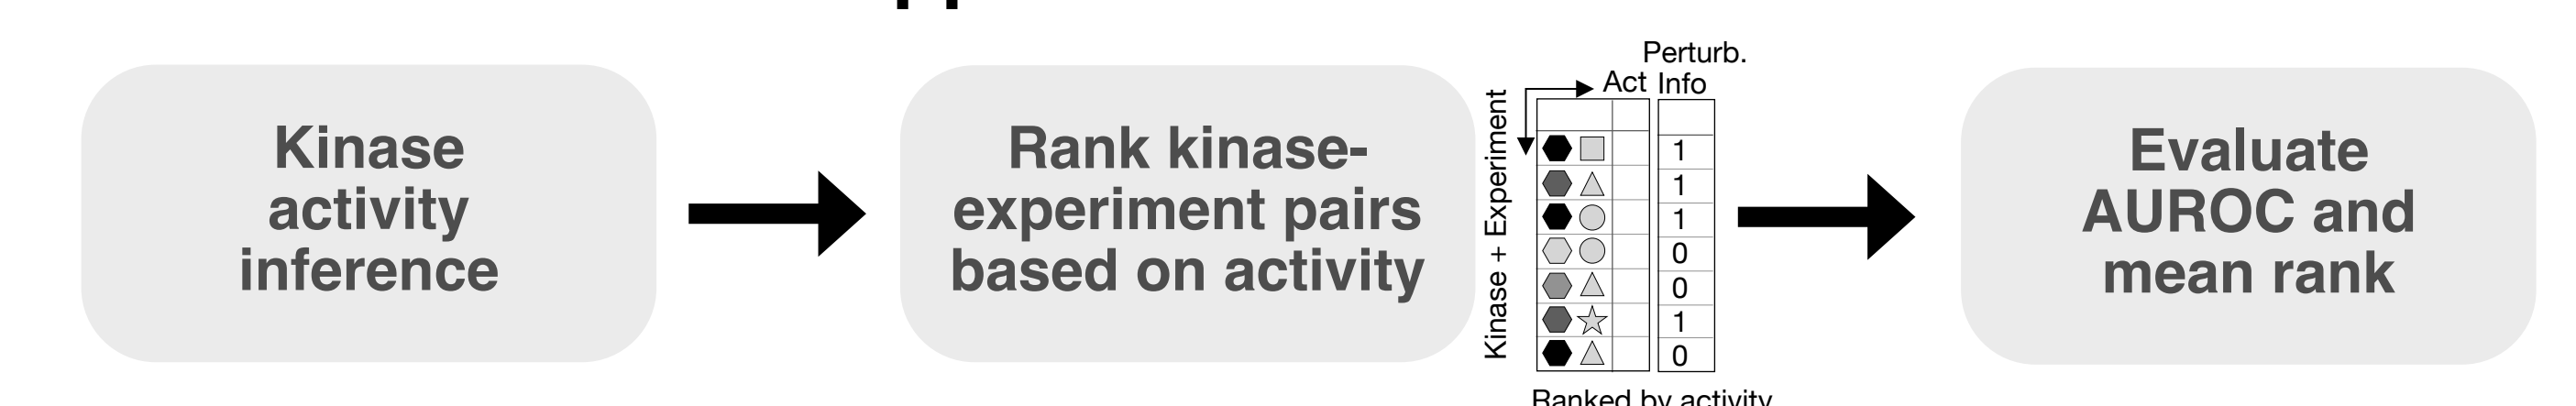 Kinase
activity
inference
Rank kinase-
experiment pairs
based on activity
Kinase + Experiment
Perturb.
Act Info
1
1
1
0
0
1
0
Ranked by activity
Evaluate
AUROC and
mean rank